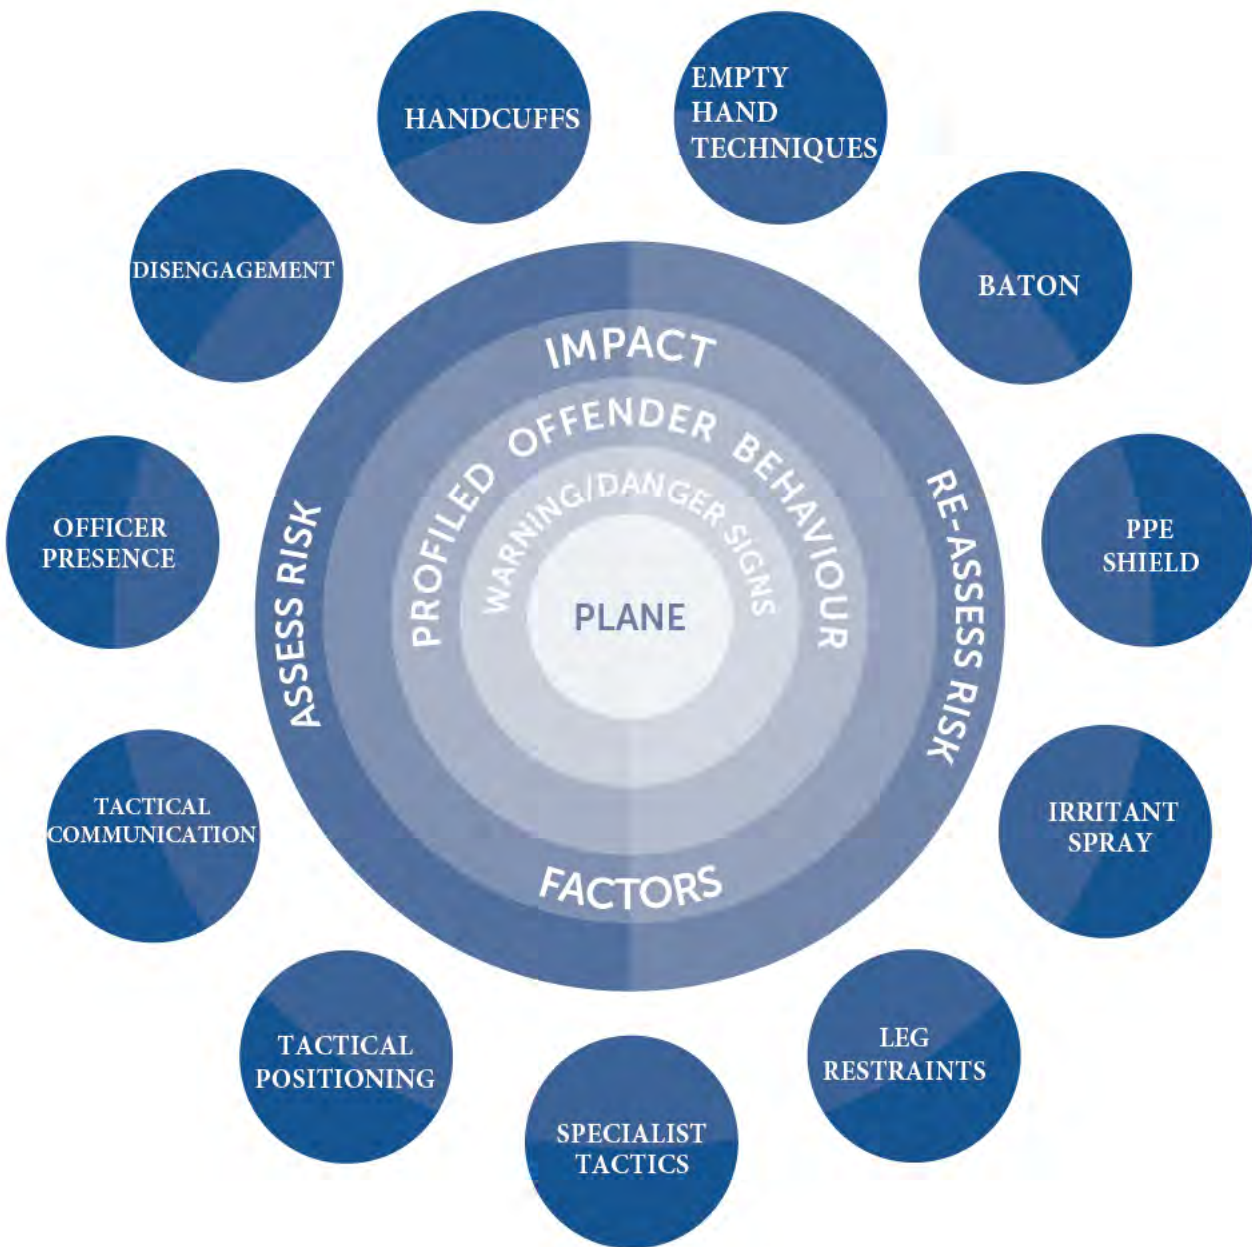 HANDCUFFS
EMPTY
HAND
TECHNIQUES
DISENGAGEMENT
BATON
OFFICER
PRESENCE
PPE
SHIELD
TACTICAL
COMMUNICATION
IRRITANT
SPRAY
TACTICAL
POSITIONING
LEG
RESTRAINTS
SPECIALIST
TACTICS
ASSESS RISK
RE-ASSESS RISK
IMPACT
FACTORS
PROFILED OFFENDER BEHAVIOUR
WARNING/DANGER SIGNS
PLANE